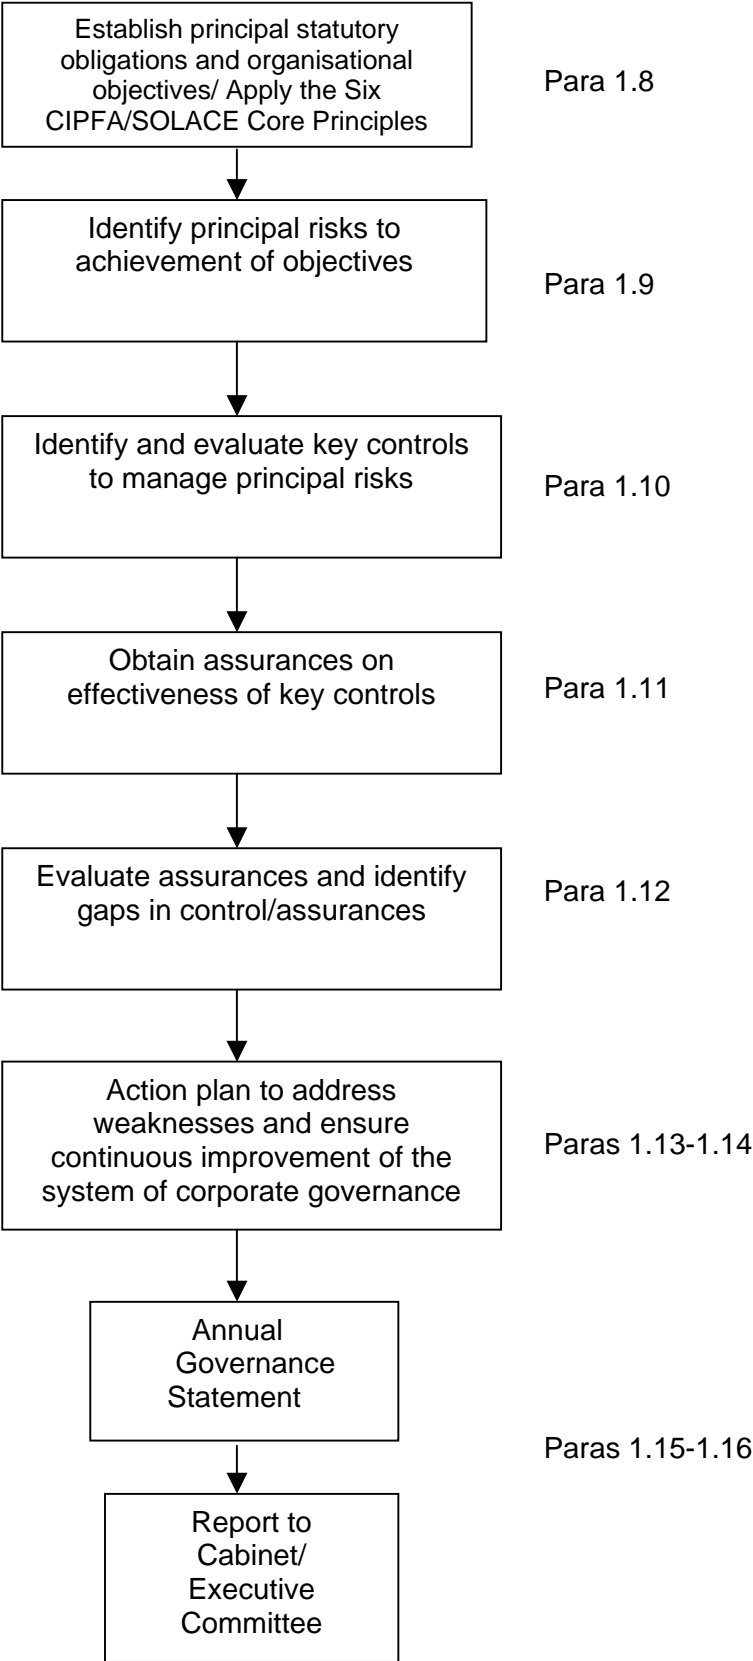 Establish principal statutory
obligations and organisational
objectives/ Apply the Six
CIPFA/SOLACE Core Principles
Para 1.8
Identify principal risks to
achievement of objectives
Para 1.9
Identify and evaluate key controls
to manage principal risks
Para 1.10
Obtain assurances on
effectiveness of key controls
Para 1.11
Evaluate assurances and identify
gaps in control/assurances
Para 1.12
Action plan to address
weaknesses and ensure
continuous improvement of the
system of corporate governance
Paras 1.13-1.14
Annual
Governance
Statement
Paras 1.15-1.16
Report to
Cabinet/
Executive
Committee